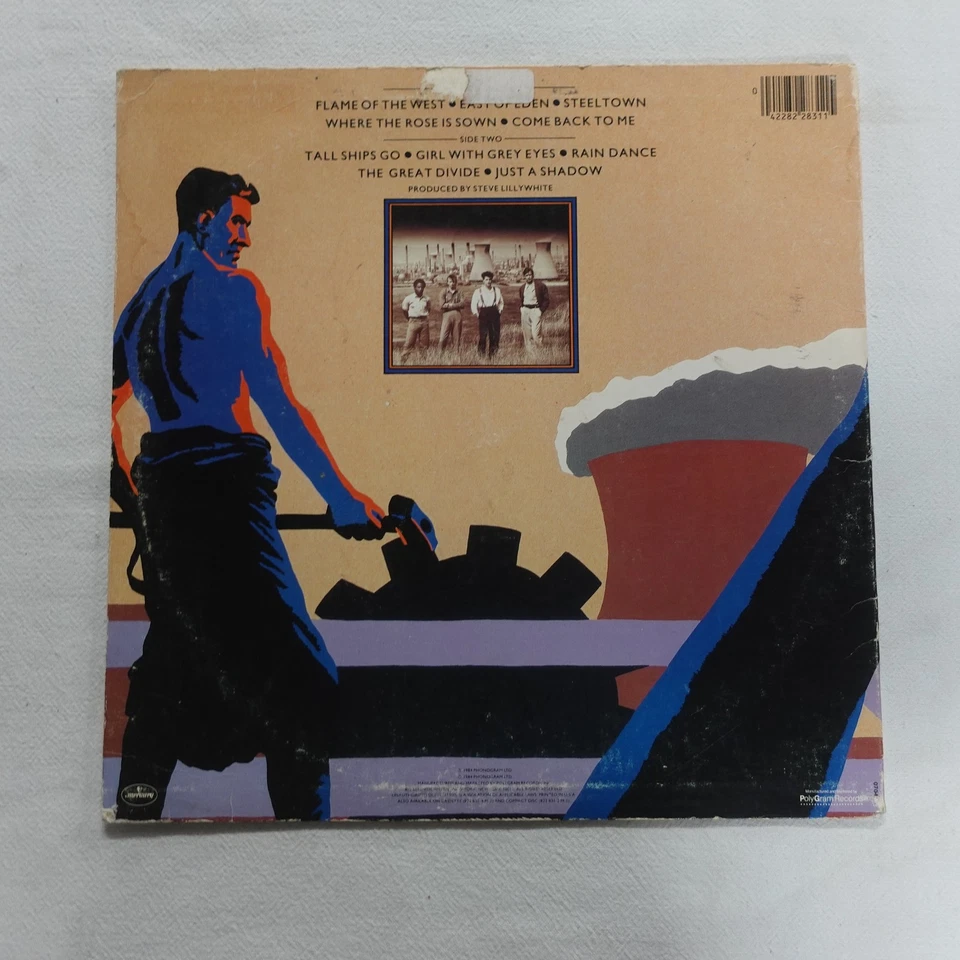 FLAME OF THE WEST ● EAST OF EDEN ● STEELTOWN
WHERE THE ROSE IS SOWN ● COME BACK TO ME
SIDE TWO
TALL SHIPS GO ● GIRL WITH GREY EYES ● RAIN DANCE
THE GREAT DIVIDE ● JUST A SHADOW
PRODUCED BY STEVE LILLYWHITE
0
42282 28311
mercury
PolyGram Records